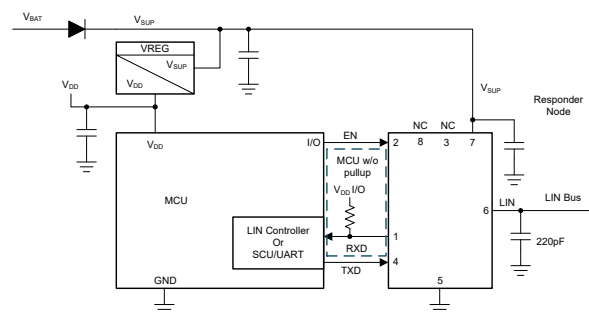 VBAT
VSUP
VREG
VSUP
VDD
VDD
VSUP
Responder
Node
VDD
I/O
EN
2
NC
8
NC
3
7
MCU w/o
pullup
VDD I/O
MCU
6
LIN
LIN Bus
LIN Controller
Or
SCU/UART
1
RXD
220pF
4
TXD
GND
5